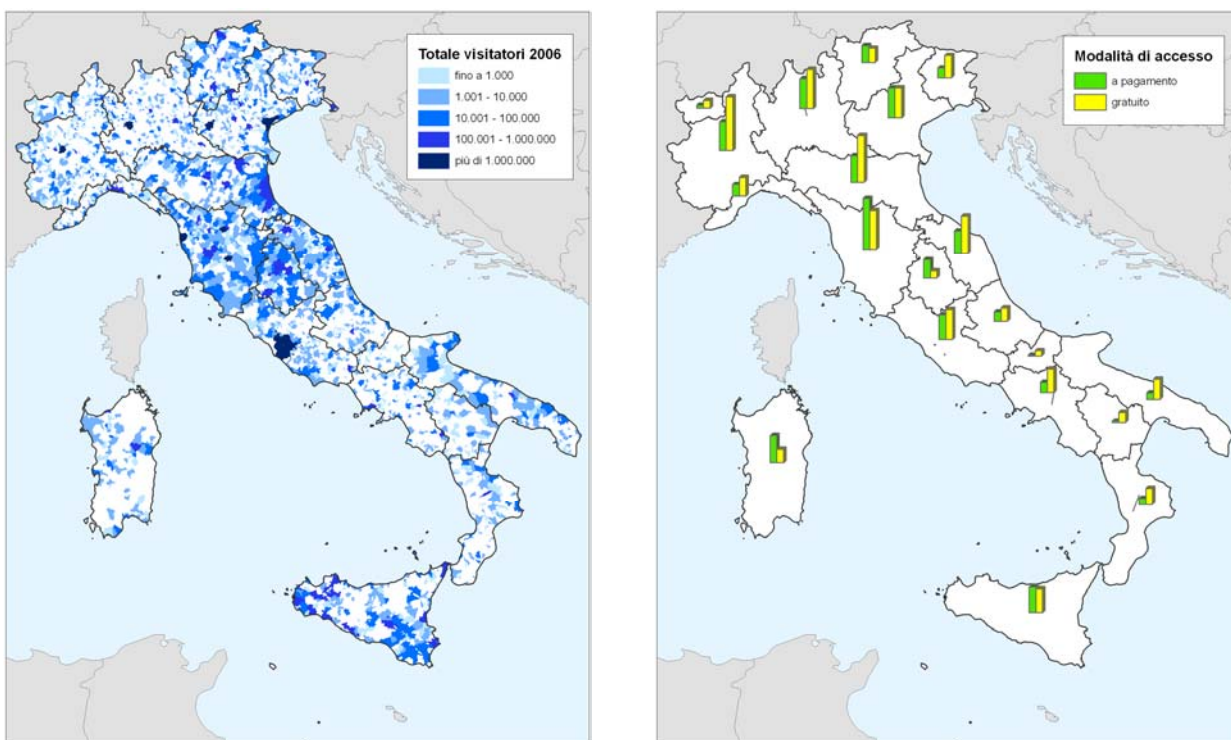 Totale visitatori 2006
fino a 1.000
1.001 - 10.000
10.001 - 100.000
100.001 - 1.000.000
più di 1.000.000
Modalità di accesso
a pagamento
gratuito